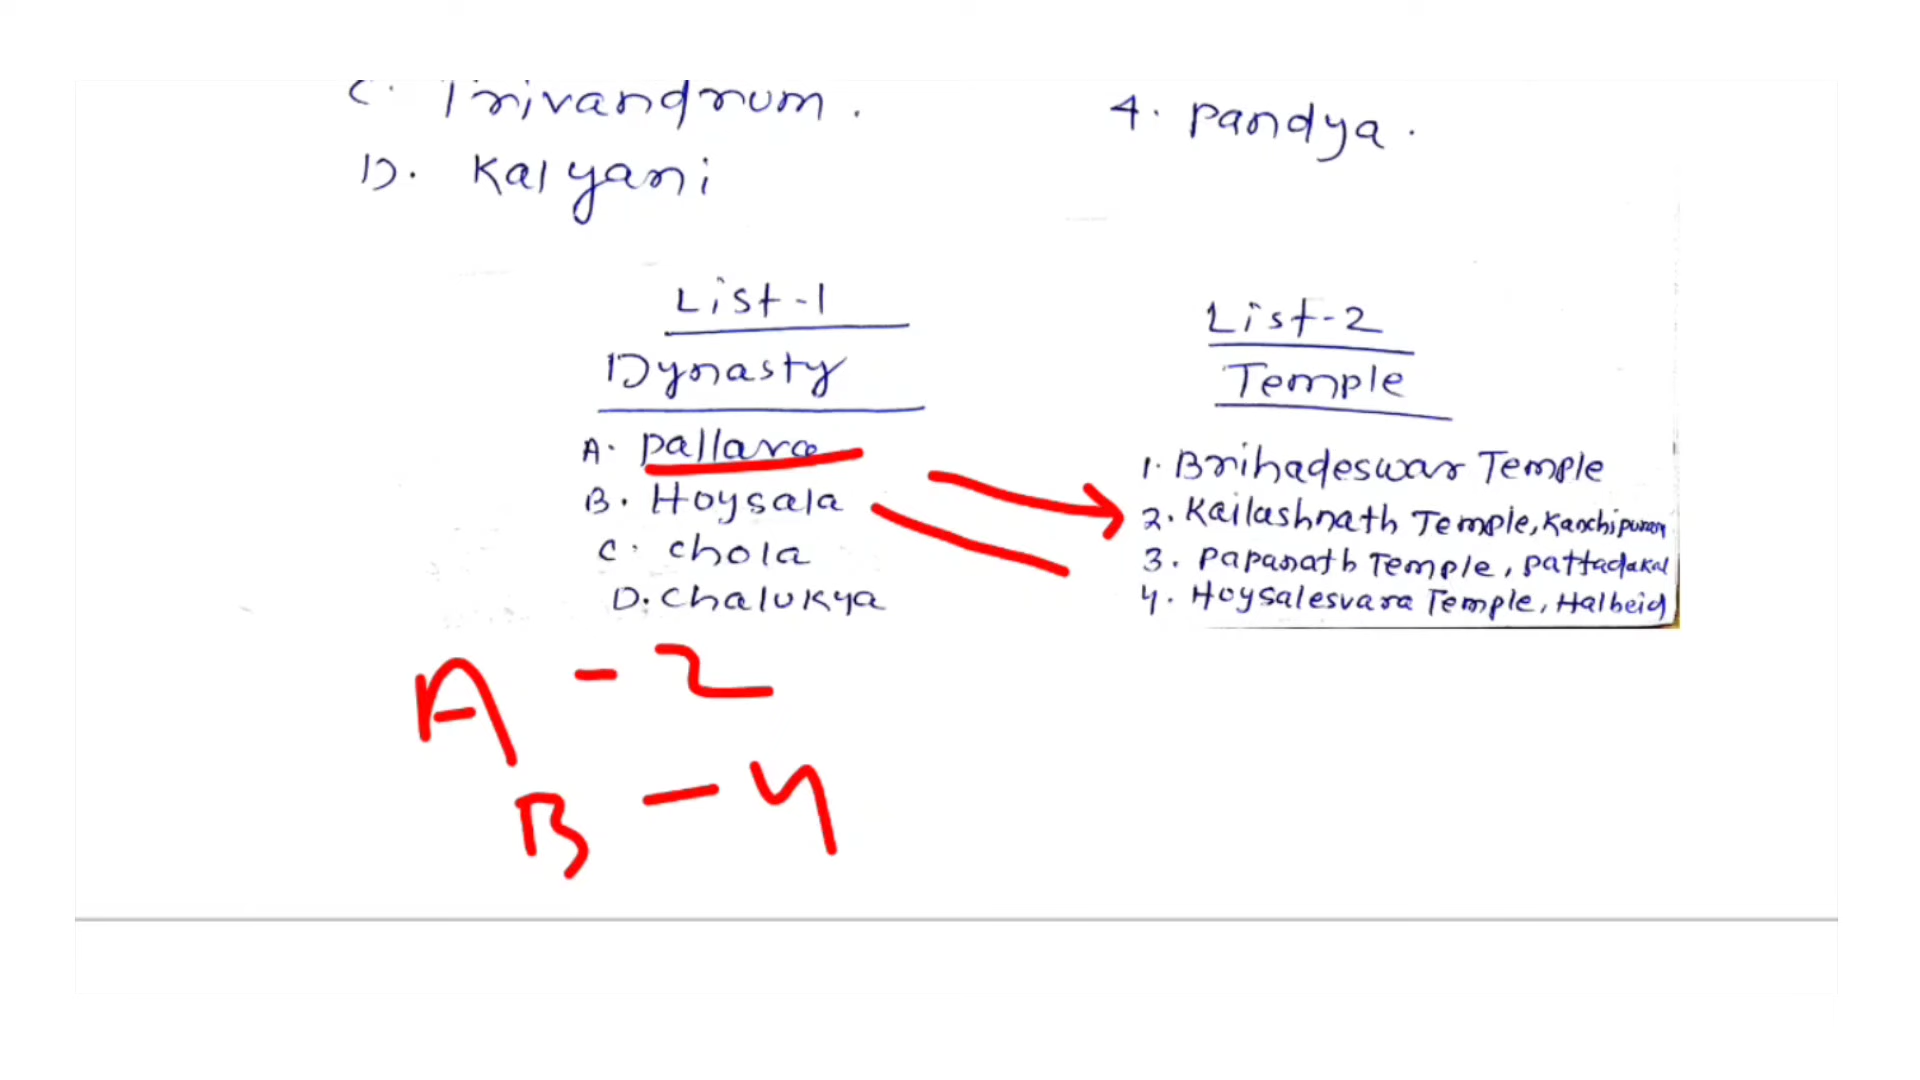 C. Trivandrum.
4. Pandya.
D. Kalyani
List-1
Dynasty
A. Pallava
B. Hoysala
C. Chola
D. Chalukya
List-2
Temple
1. Brihadeswar Temple
2. Kailashnath Temple, Kanchipuram
3. Papanath Temple, Pattadakal
4. Hoysalesvara Temple, Halbeid
A - 2
B - 4